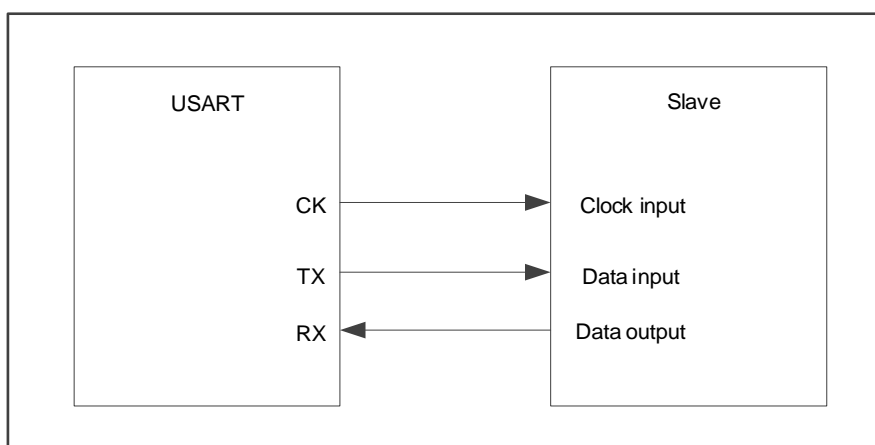 USART
Slave
CK
Clock input
TX
Data input
RX
Data output